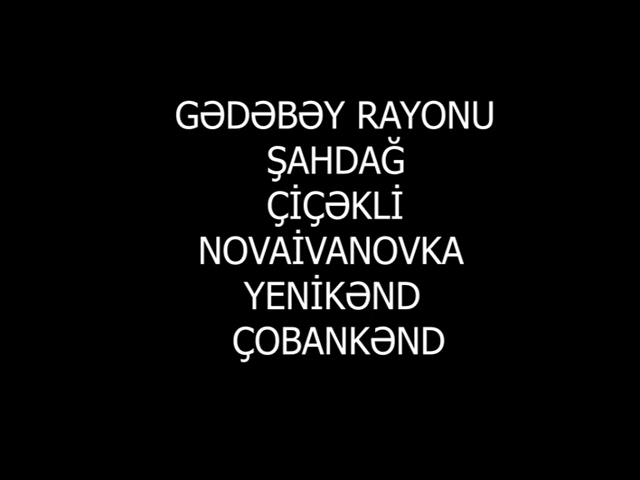 GƏDƏBƏY RAYONU
ŞAHDAĞ
ÇİÇƏKLİ
NOVAİVANOVKA
YENİKƏND
ÇOBANKƏND